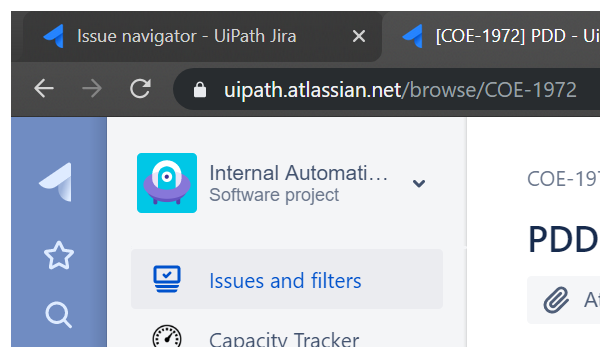 Issue navigator - UiPath Jira
[COE-1972] PDD - Ui
uipath.atlassian.net/browse/COE-1972
Internal Automati...
Software project
COE-197
PDD
Issues and filters
At
Capacity Tracker